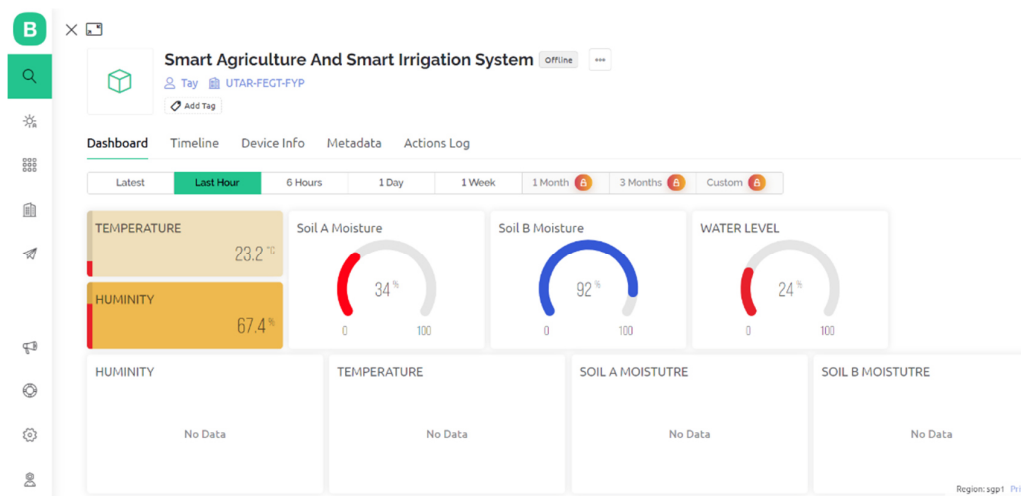 B
Smart Agriculture And Smart Irrigation System Offline
Tay UTAR-FEGT-FYP
Add Tag
Dashboard Timeline Device Info Metadata Actions Log
Latest Last Hour 6 Hours 1 Day 1 Week 1 Month 3 Months Custom
TEMPERATURE
23.2 °C
HUMINITY
67.4 %
Soil A Moisture
34 %
0 100
Soil B Moisture
92 %
0 100
WATER LEVEL
24 %
0 100
HUMINITY
No Data
TEMPERATURE
No Data
SOIL A MOISTUTRE
No Data
SOIL B MOISTUTRE
No Data
Region: sgp1 Pri